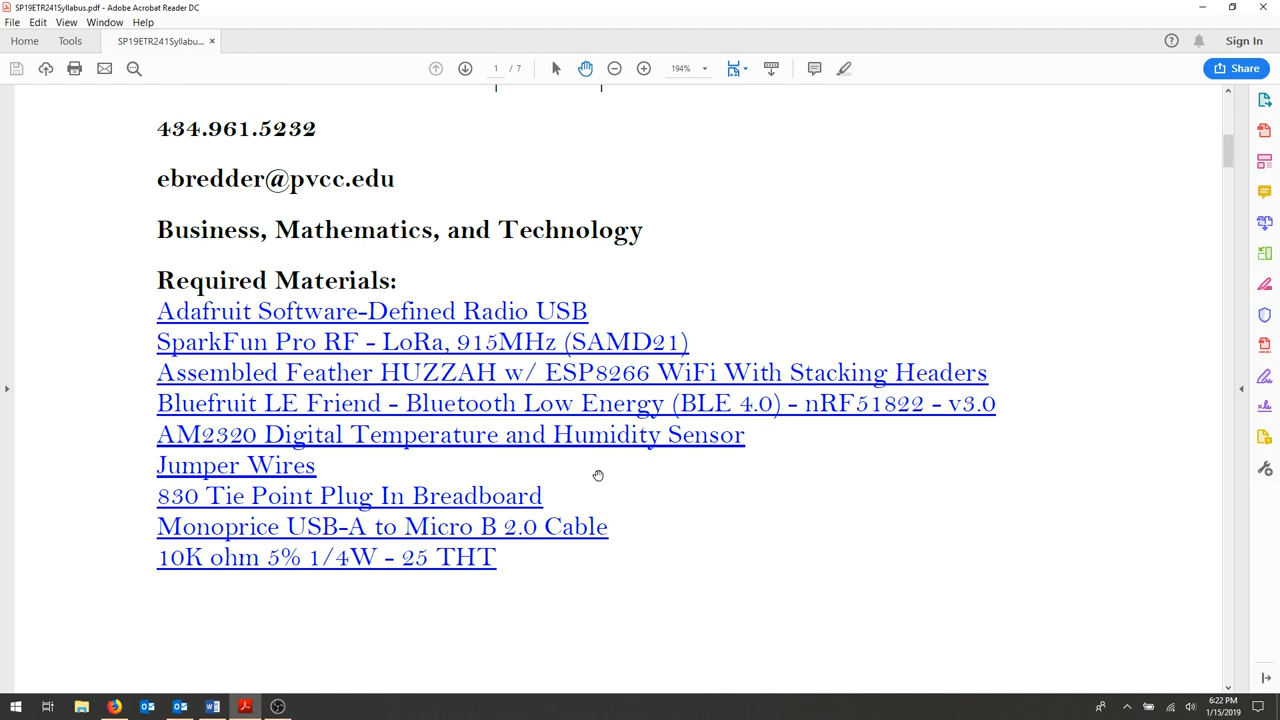 SP19ETR241Syllabus.pdf - Adobe Acrobat Reader DC
File Edit View Window Help
Home Tools SP19ETR241Syllabu... ×
1 / 7 194% Share
Sign In
434.961.5232
ebredder@pvcc.edu
Business, Mathematics, and Technology
Required Materials:
Adafruit Software-Defined Radio USB
SparkFun Pro RF - LoRa, 915MHz (SAMD21)
Assembled Feather HUZZAH w/ ESP8266 WiFi With Stacking Headers
Bluefruit LE Friend - Bluetooth Low Energy (BLE 4.0) - nRF51822 - v3.0
AM2320 Digital Temperature and Humidity Sensor
Jumper Wires
830 Tie Point Plug In Breadboard
Monoprice USB-A to Micro B 2.0 Cable
10K ohm 5% 1/4W - 25 THT
6:22 PM
1/15/2019